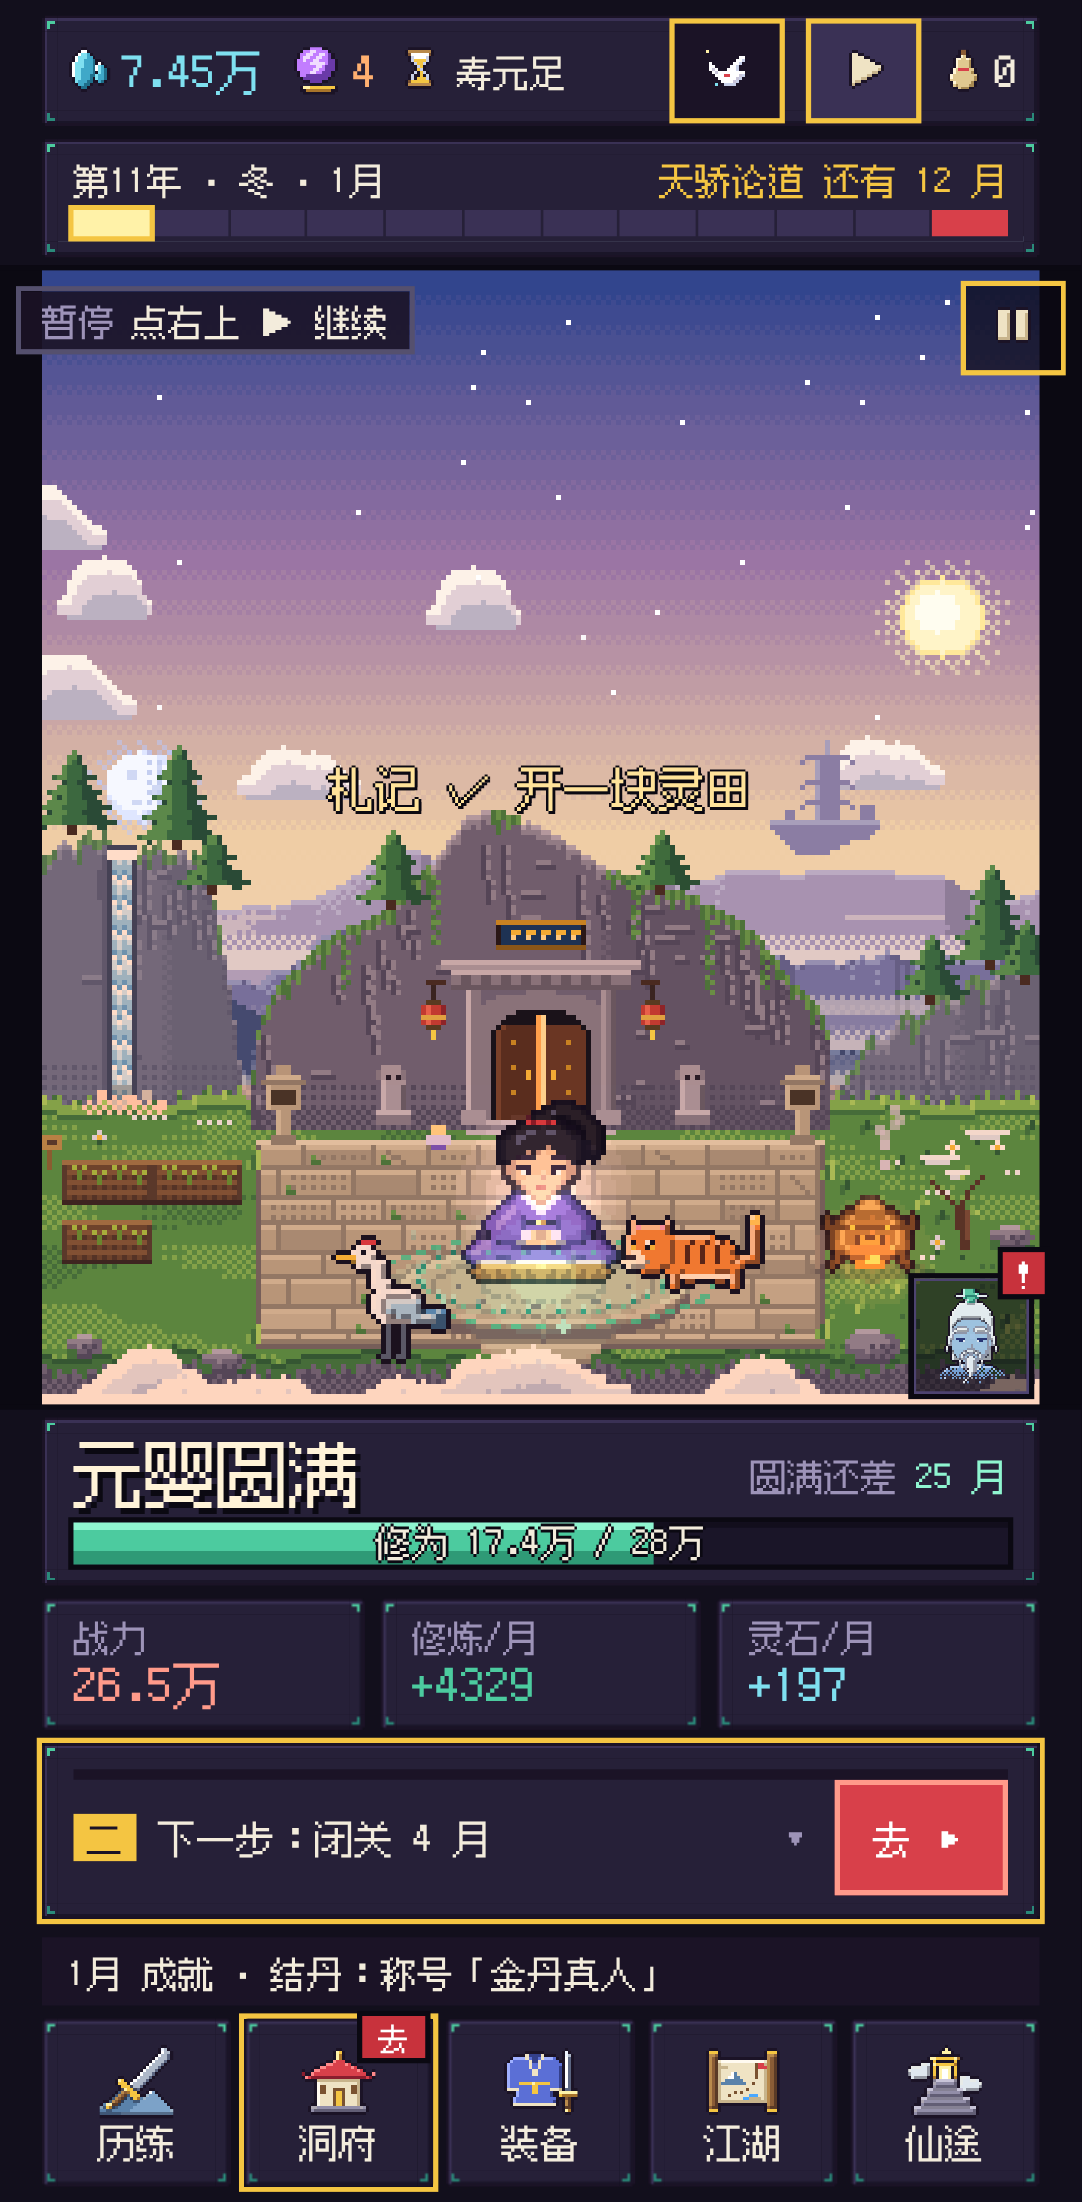 7.45万 4 寿元足 0
第11年 · 冬 · 1月 天骄论道 还有 12 月
暂停 点右上 ▶ 继续
札记 ✓ 开一块灵田
元婴圆满 圆满还差 25 月
修为 17.4万 / 28万
战力 修炼/月 灵石/月
26.5万 +4329 +197
二 下一步：闭关 4 月 ▼ 去 ▶
1月 成就 · 结丹：称号「金丹真人」
去
历练 洞府 装备 江湖 仙途